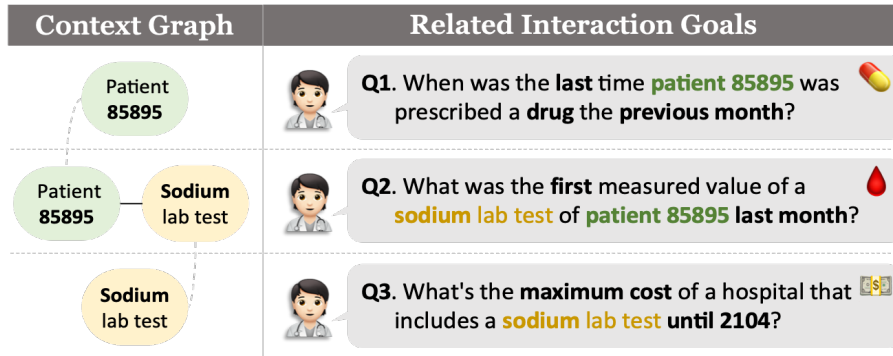 Context Graph
Related Interaction Goals
Patient
85895
Q1. When was the last time patient 85895 was
prescribed a drug the previous month?
Patient
85895
Sodium
lab test
Q2. What was the first measured value of a
sodium lab test of patient 85895 last month?
Sodium
lab test
Q3. What's the maximum cost of a hospital that
includes a sodium lab test until 2104?